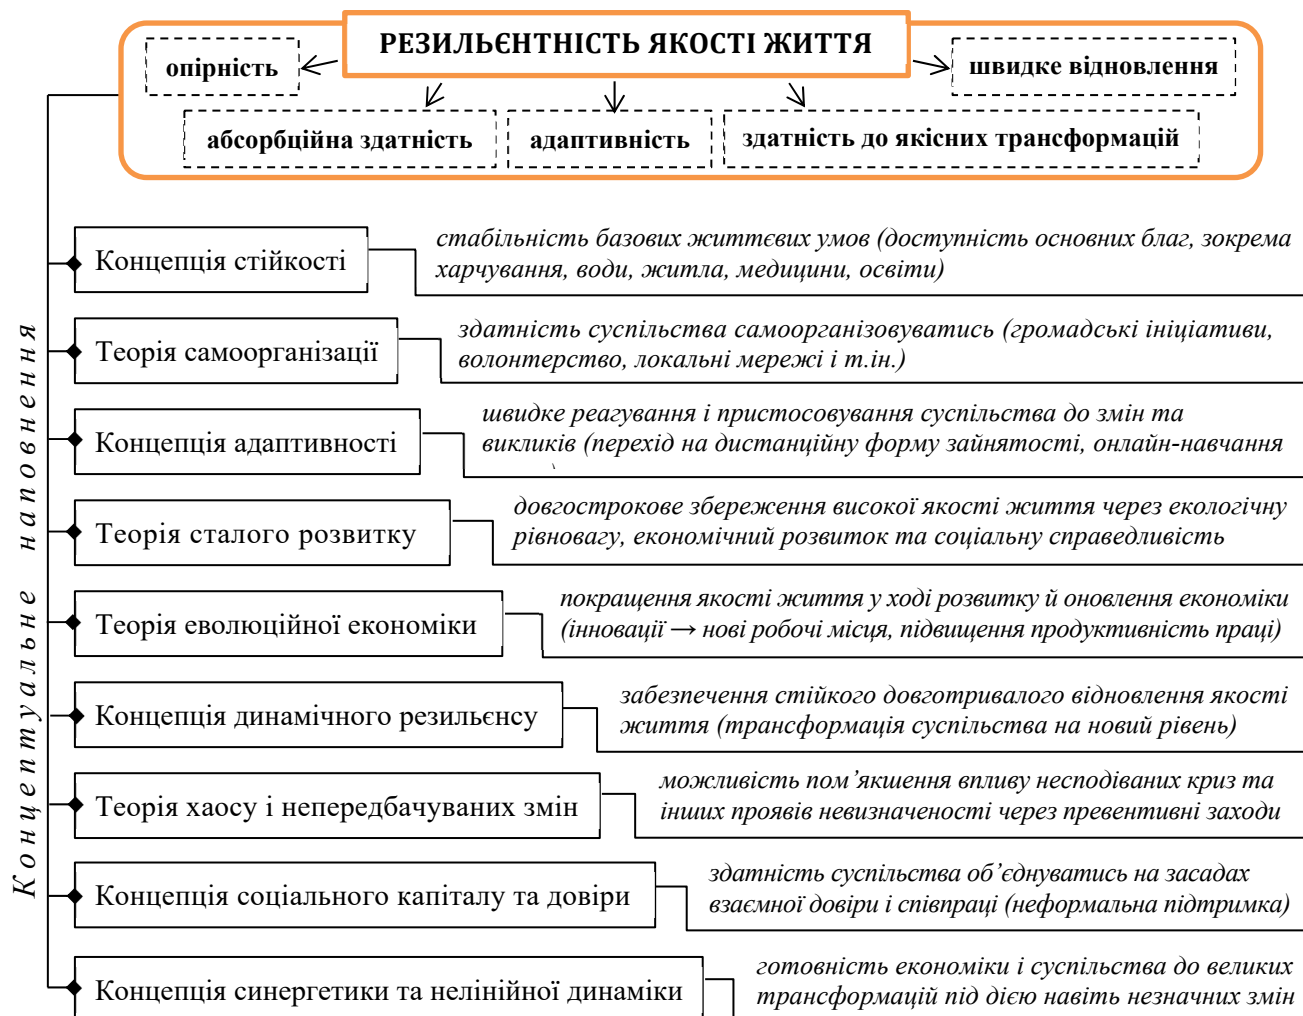 РЕЗИЛЬЄНТНІСТЬ ЯКОСТІ ЖИТТЯ
опірність
швидке відновлення
абсорбційна здатність
адаптивність
здатність до якісних трансформацій
Концептуальне наповнення
Концепція стійкості
стабільність базових життєвих умов (доступність основних благ, зокрема
харчування, води, житла, медицини, освіти)
Теорія самоорганізації
здатність суспільства самоорганізовуватись (громадські ініціативи,
волонтерство, локальні мережі і т.ін.)
Концепція адаптивності
швидке реагування і пристосовування суспільства до змін та
викликів (перехід на дистанційну форму зайнятості, онлайн-навчання
Теорія сталого розвитку
довгострокове збереження високої якості життя через екологічну
рівновагу, економічний розвиток та соціальну справедливість
Теорія еволюційної економіки
покращення якості життя у ході розвитку й оновлення економіки
(інновації → нові робочі місця, підвищення продуктивність праці)
Концепція динамічного резильєнсу
забезпечення стійкого довготривалого відновлення якості
життя (трансформація суспільства на новий рівень)
Теорія хаосу і непередбачуваних змін
можливість пом’якшення впливу несподіваних криз та
інших проявів невизначеності через превентивні заходи
Концепція соціального капіталу та довіри
здатність суспільства об’єднуватись на засадах
взаємної довіри і співпраці (неформальна підтримка)
Концепція синергетики та нелінійної динаміки
готовність економіки і суспільства до великих
трансформацій під дією навіть незначних змін